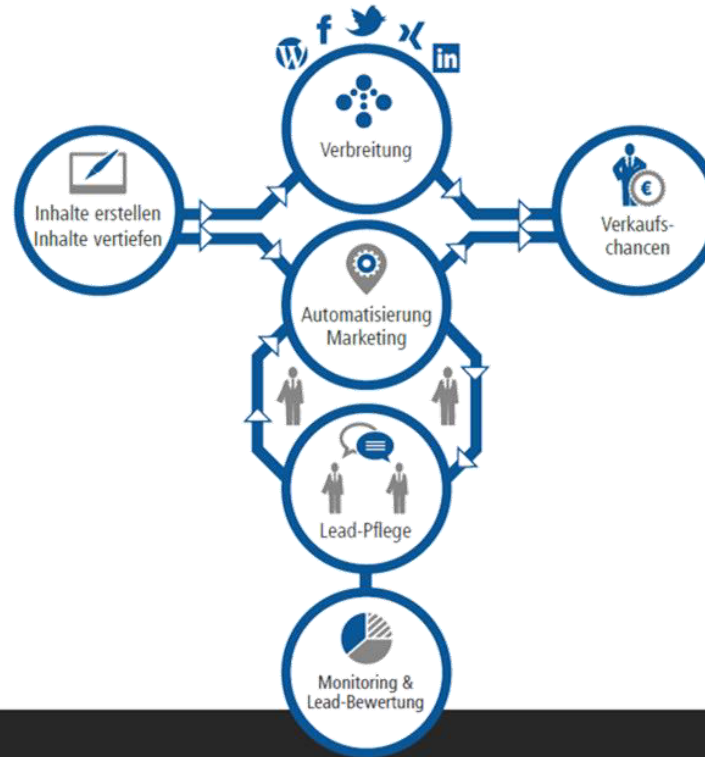 Verbreitung
Inhalte erstellen
Inhalte vertiefen
Verkaufs-
chancen
Automatisierung
Marketing
Lead-Pflege
Monitoring &
Lead-Bewertung